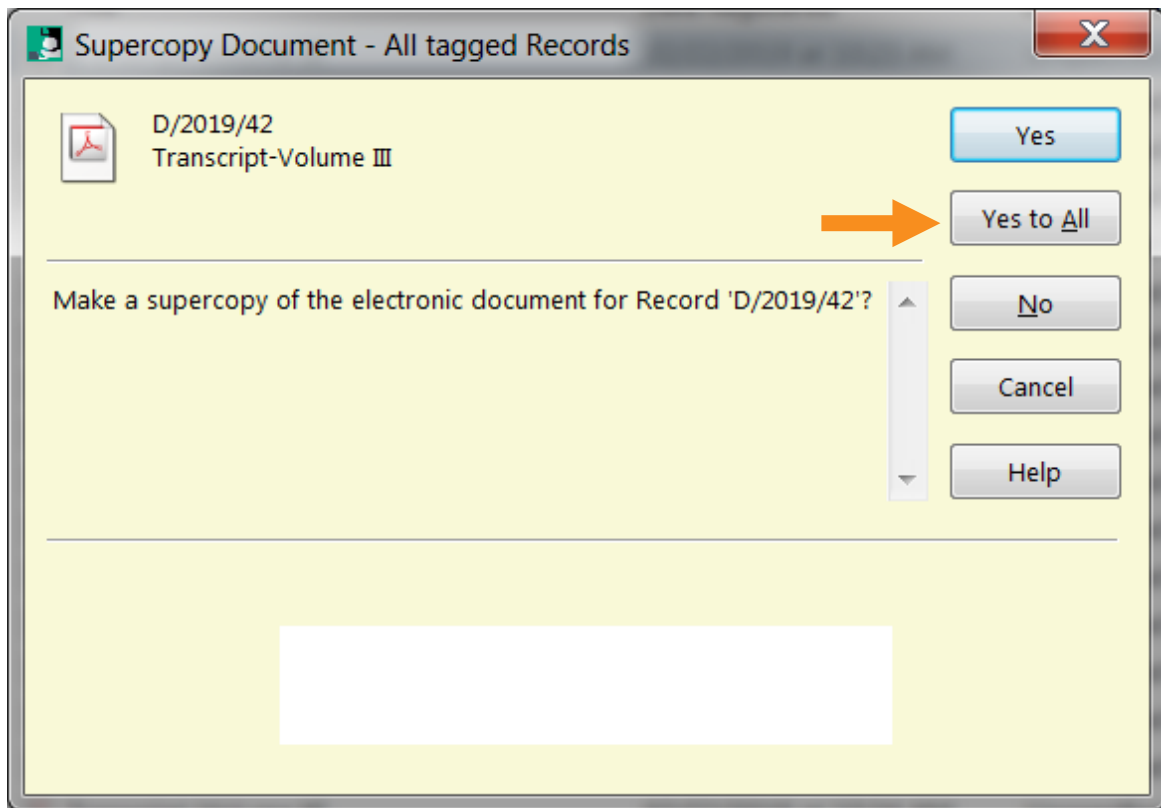 Supercopy Document - All tagged Records
X
D/2019/42
Transcript-Volume Ⅲ
Yes
Yes to All
Make a supercopy of the electronic document for Record 'D/2019/42'?
No
Cancel
Help